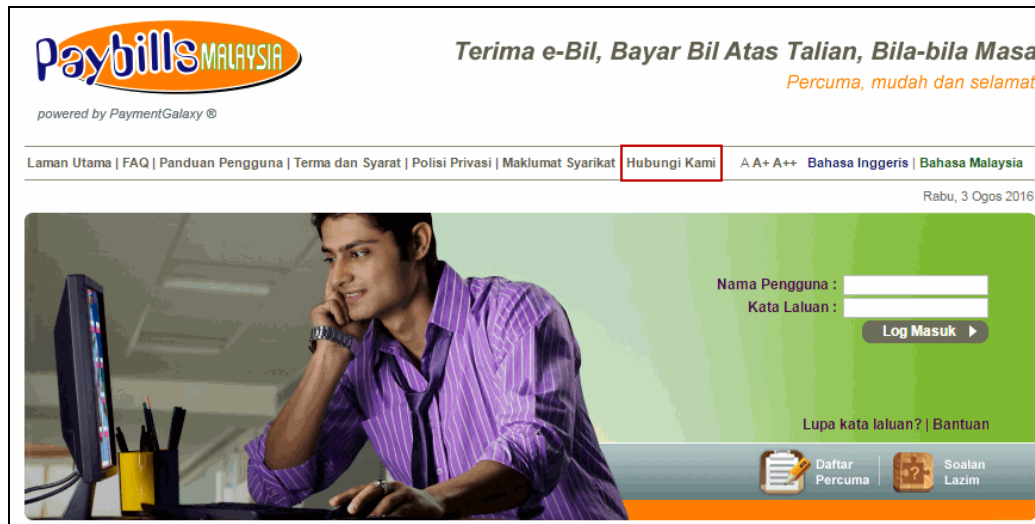 Paybills MALAYSIA
Terima e-Bil, Bayar Bil Atas Talian, Bila-bila Masa
Percuma, mudah dan selamat
powered by PaymentGalaxy ®
Laman Utama | FAQ | Panduan Pengguna | Terma dan Syarat | Polisi Privasi | Maklumat Syarikat | Hubungi Kami A A+ A++ Bahasa Inggeris | Bahasa Malaysia
Rabu, 3 Ogos 2016
Nama Pengguna :
Kata Laluan :
Log Masuk
Lupa kata laluan? | Bantuan
Daftar Percuma
Soalan Lazim